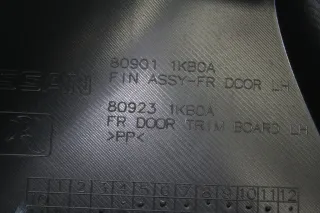 80901 1KB0A
FIN ASSY-FR DOOR LH
80923 1KB0A
FR DOOR TRIM BOARD LH
>PP<
1 2 3 4 5 6 7 8 9 10 11 12